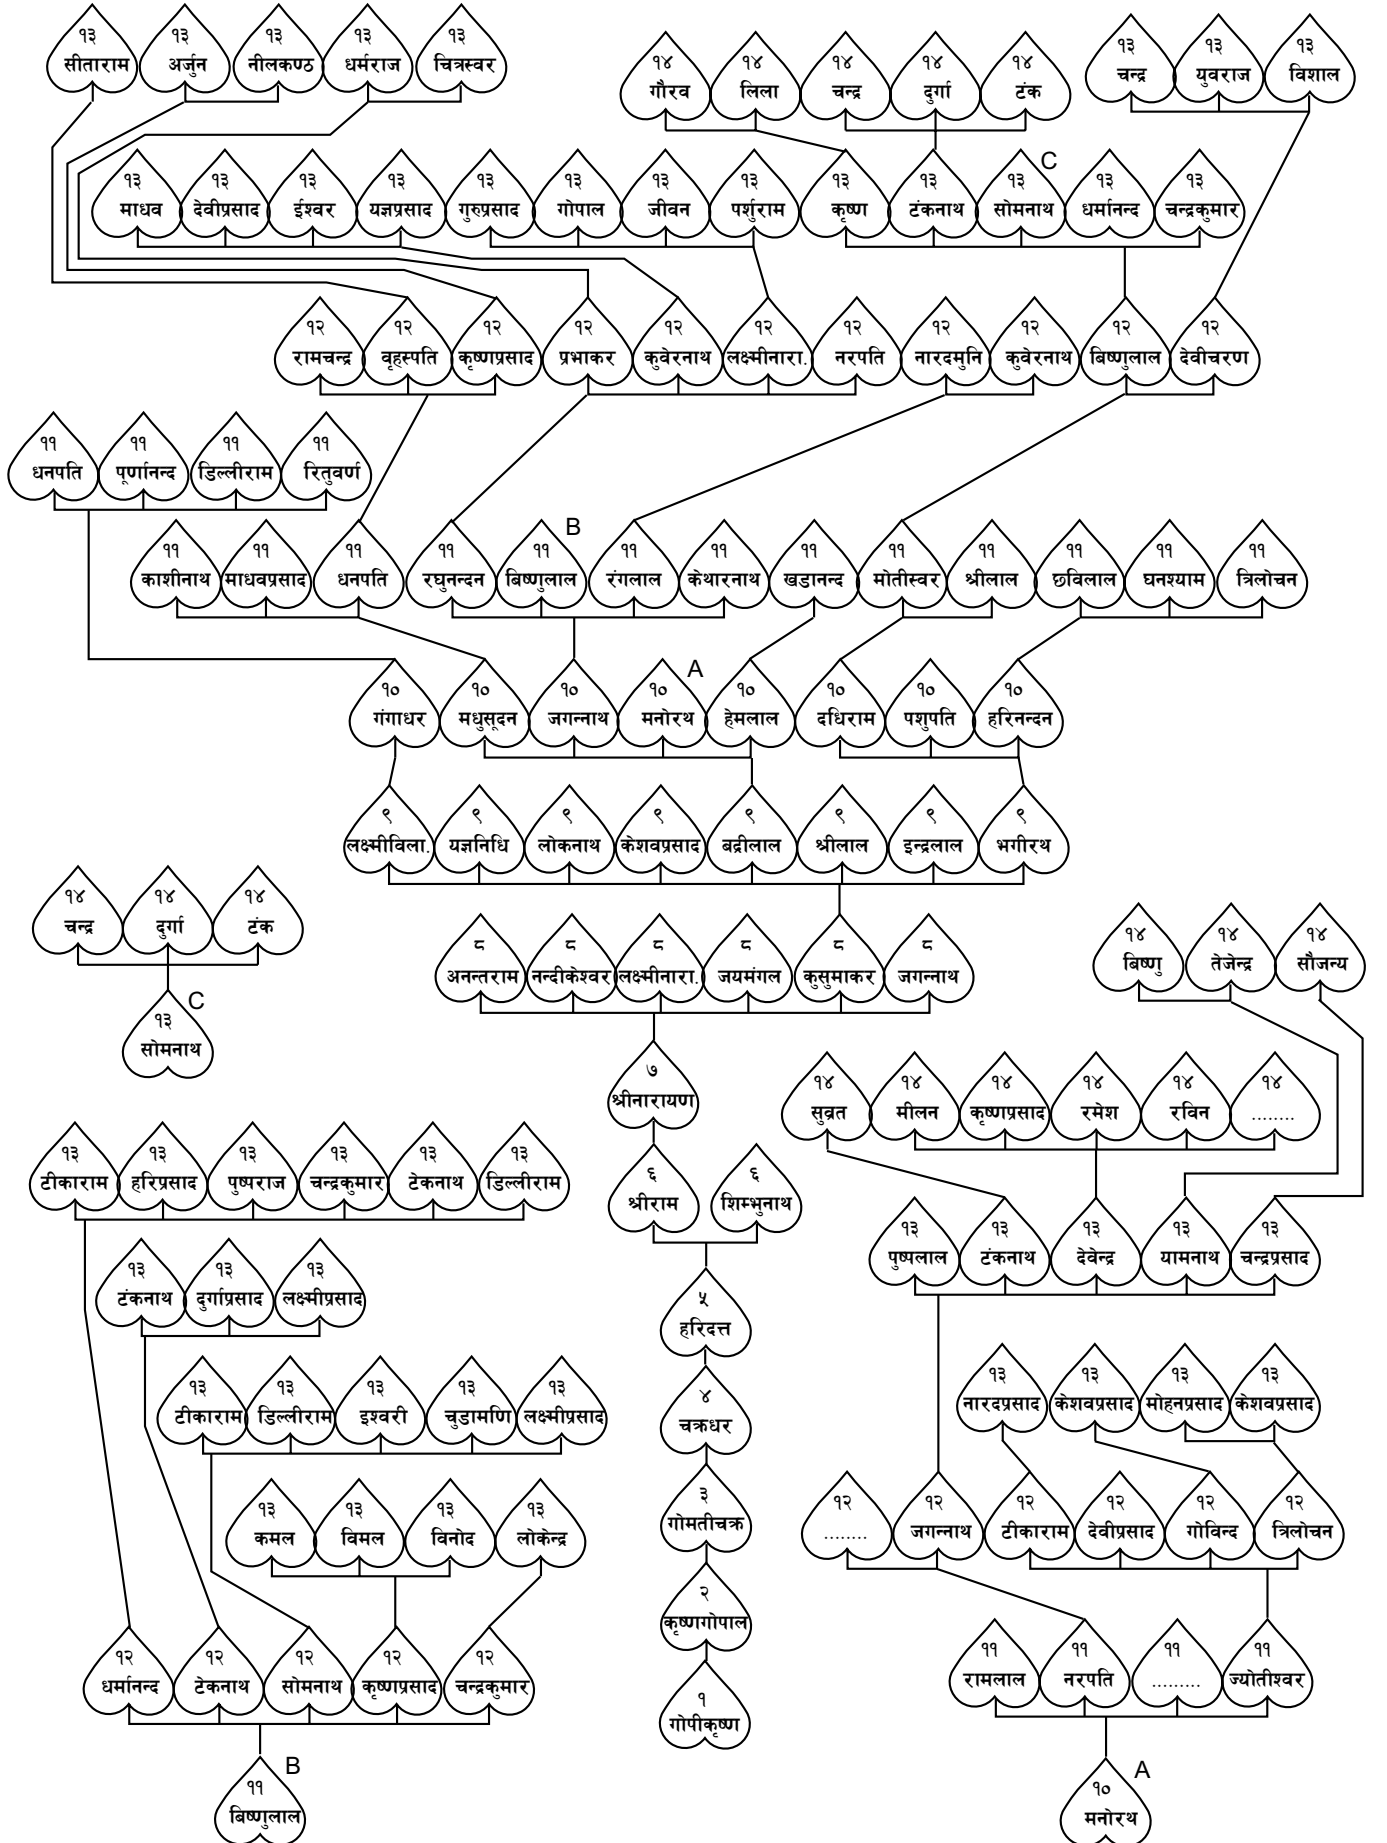 १३ सीताराम
१३ अर्जुन
१३ नीलकण्ठ
१३ धर्मराज
१३ चित्रस्वर
१४ गौरव
१४ लिला
१४ चन्द्र
१४ दुर्गा
१४ टंक
१३ चन्द्र
१३ युवराज
१३ विशाल
१३ माधव
१३ देवीप्रसाद
१३ ईश्वर
१३ यज्ञप्रसाद
१३ गुरुप्रसाद
१३ गोपाल
१३ जीवन
१३ पर्शुराम
१३ कृष्ण
१३ टंकनाथ
१३ सोमनाथ
C
१३ धर्मानन्द
१३ चन्द्रकुमार
१२ रामचन्द्र
१२ वृहस्पति
१२ कृष्णप्रसाद
१२ प्रभाकर
१२ कुवेरनाथ
१२ लक्ष्मीनारा.
१२ नरपति
१२ नारदमुनि
१२ कुवेरनाथ
१२ बिष्णुलाल
१२ देवीचरण
११ धनपति
११ पूर्णानन्द
११ डिल्लीराम
११ रितुवर्ण
११ काशीनाथ
११ माधवप्रसाद
११ धनपति
११ रघुनन्दन
११ बिष्णुलाल
B
११ रंगलाल
११ केथारनाथ
११ खडानन्द
११ मोतीस्वर
११ श्रीलाल
११ छविलाल
११ घनश्याम
११ त्रिलोचन
१० गंगाधर
१० मधुसूदन
१० जगन्नाथ
१० मनोरथ
A
१० हेमलाल
१० दधिराम
१० पशुपति
१० हरिनन्दन
९ लक्ष्मीविला.
९ यज्ञनिधि
९ लोकनाथ
९ केशवप्रसाद
९ बद्रीलाल
९ श्रीलाल
९ इन्द्रलाल
९ भगीरथ
१४ चन्द्र
१४ दुर्गा
१४ टंक
८ अनन्तराम
८ नन्दीकेश्वर
८ लक्ष्मीनारा.
८ जयमंगल
८ कुसुमाकर
८ जगन्नाथ
१४ बिष्णु
१४ तेजेन्द्र
१४ सौजन्य
१३ सोमनाथ
C
७ श्रीनारायण
१४ सुब्रत
१४ मीलन
१४ कृष्णप्रसाद
१४ रमेश
१४ रविन
१४ ........
१३ टीकाराम
१३ हरिप्रसाद
१३ पुष्पराज
१३ चन्द्रकुमार
१३ टेकनाथ
१३ डिल्लीराम
६ श्रीराम
६ शिम्भुनाथ
१३ पुष्पलाल
१३ टंकनाथ
१३ देवेन्द्र
१३ यामनाथ
१३ चन्द्रप्रसाद
१३ टंकनाथ
१३ दुर्गाप्रसाद
१३ लक्ष्मीप्रसाद
५ हरिदत्त
१३ टीकाराम
१३ डिल्लीराम
१३ इश्वरी
१३ चुडामणि
१३ लक्ष्मीप्रसाद
४ चक्रधर
१३ नारदप्रसाद
१३ केशवप्रसाद
१३ मोहनप्रसाद
१३ केशवप्रसाद
१३ कमल
१३ विमल
१३ विनोद
१३ लोकेन्द्र
३ गोमतीचक्र
१२ ........
१२ जगन्नाथ
१२ टीकाराम
१२ देवीप्रसाद
१२ गोविन्द
१२ त्रिलोचन
२ कृष्णगोपाल
१२ धर्मानन्द
१२ टेकनाथ
१२ सोमनाथ
१२ कृष्णप्रसाद
१२ चन्द्रकुमार
११ रामलाल
११ नरपति
११ .........
११ ज्योतीश्वर
१ गोपीकृष्ण
११ बिष्णुलाल
B
१० मनोरथ
A